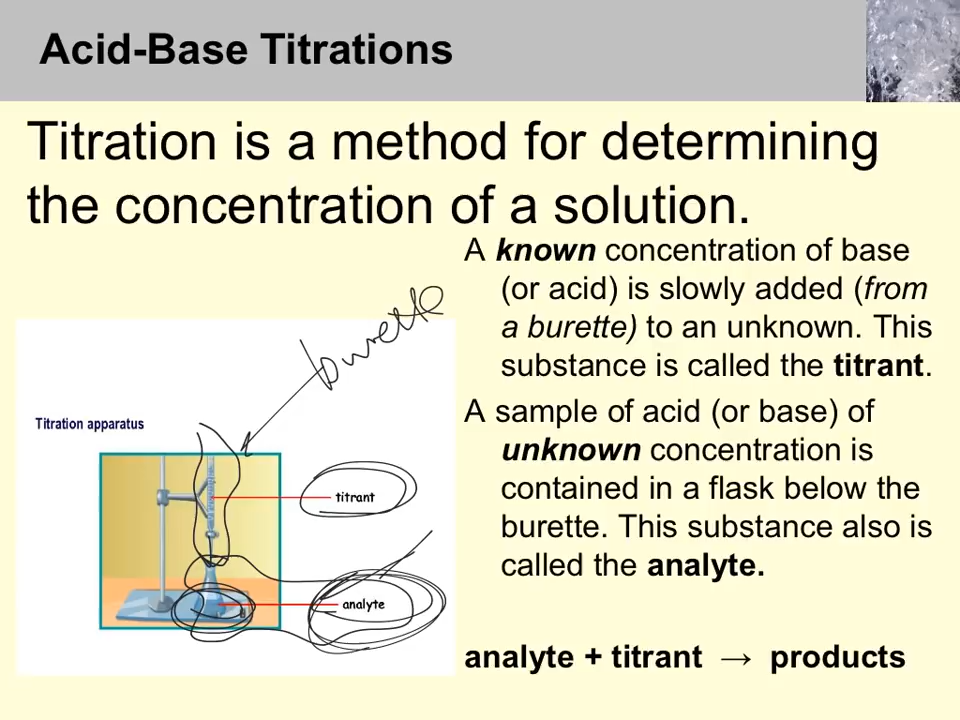 Acid-Base Titrations
Titration is a method for determining
the concentration of a solution.
A known concentration of base
(or acid) is slowly added (from
a burette) to an unknown. This
substance is called the titrant.
A sample of acid (or base) of
unknown concentration is
contained in a flask below the
burette. This substance also is
called the analyte.
analyte + titrant → products
burette
Titration apparatus
titrant
analyte